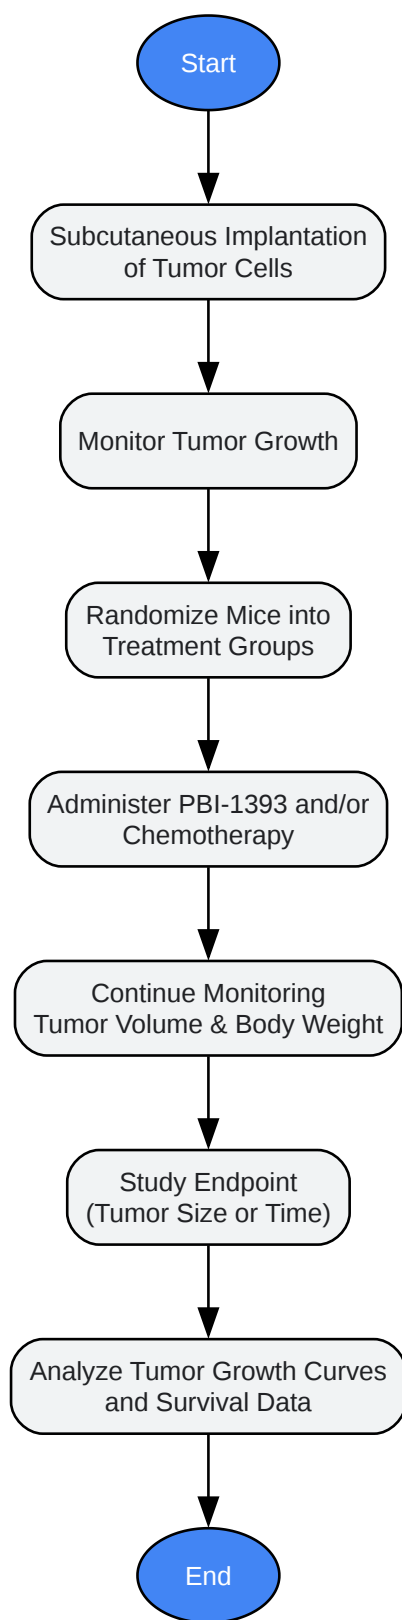 Start
Subcutaneous Implantation
of Tumor Cells
Monitor Tumor Growth
Randomize Mice into
Treatment Groups
Administer PBI-1393 and/or
Chemotherapy
Continue Monitoring
Tumor Volume & Body Weight
Study Endpoint
(Tumor Size or Time)
Analyze Tumor Growth Curves
and Survival Data
End